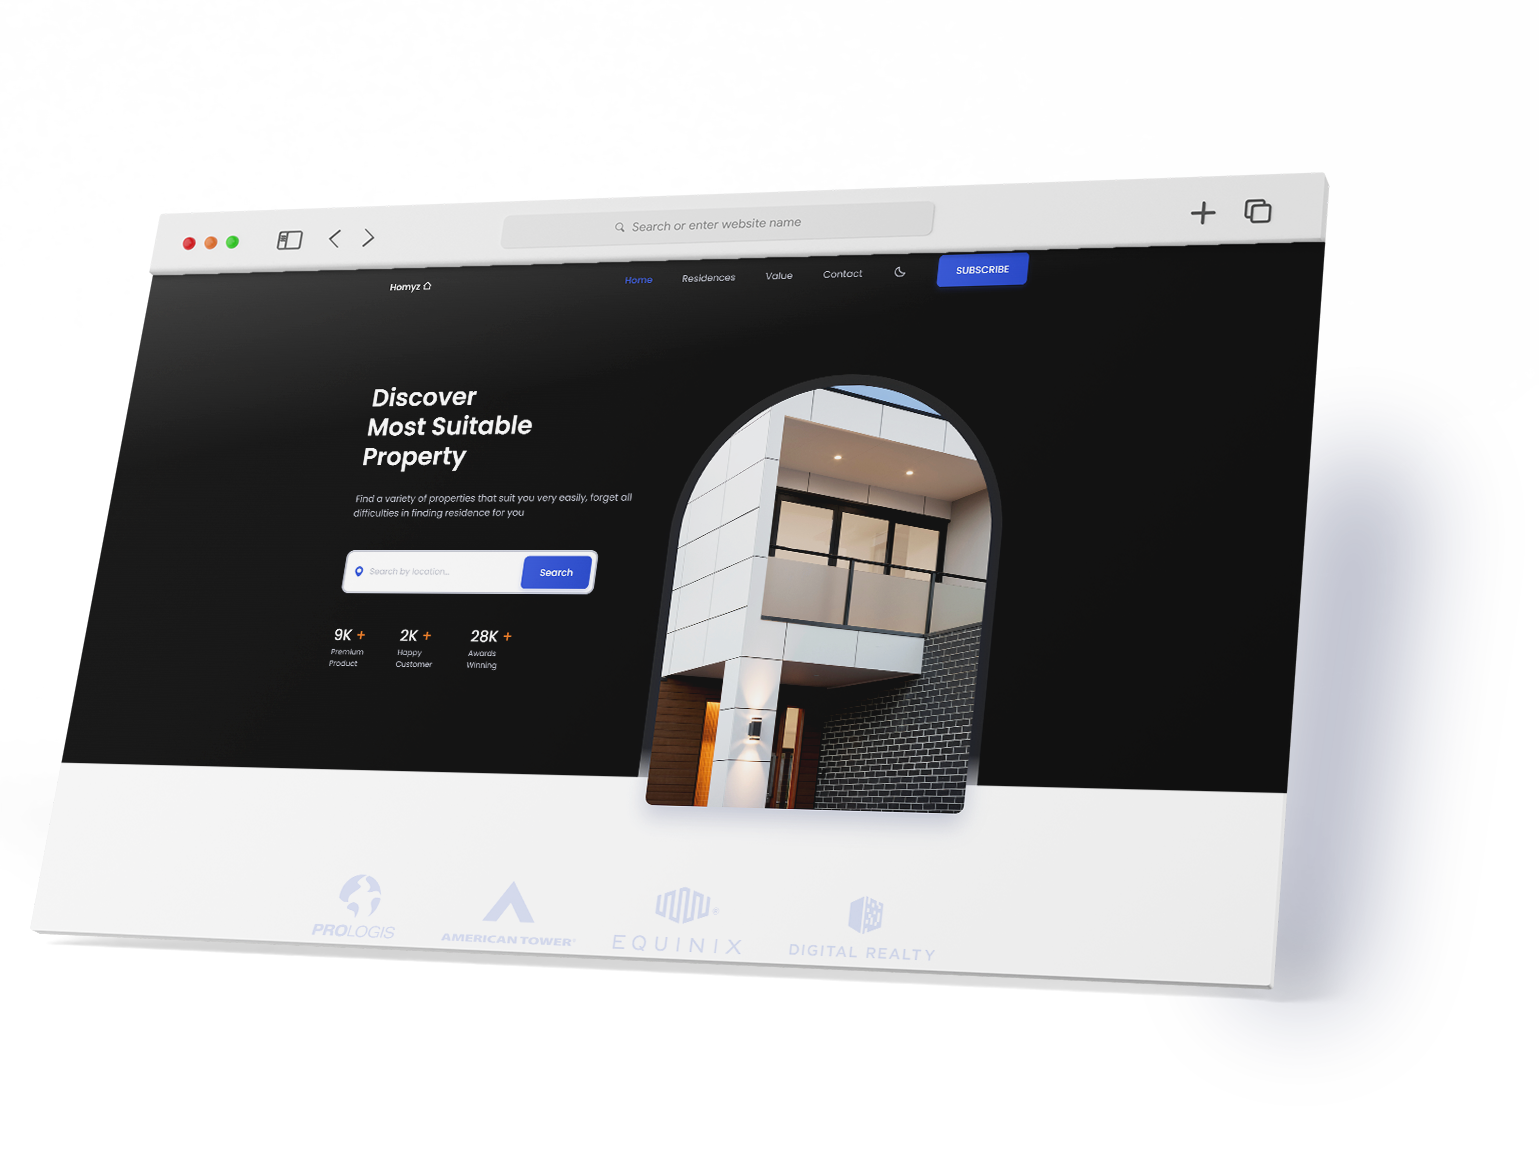 Search or enter website name
Homyz
Home Residences Value Contact SUBSCRIBE
Discover
Most Suitable
Property
Find a variety of properties that suit you very easily, forget all
difficulties in finding residence for you
Search by location... Search
9K + 2K + 28K +
Premium Happy Awards
Product Customer Winning
PROLOGIS AMERICAN TOWER® EQUINIX® DIGITAL REALTY